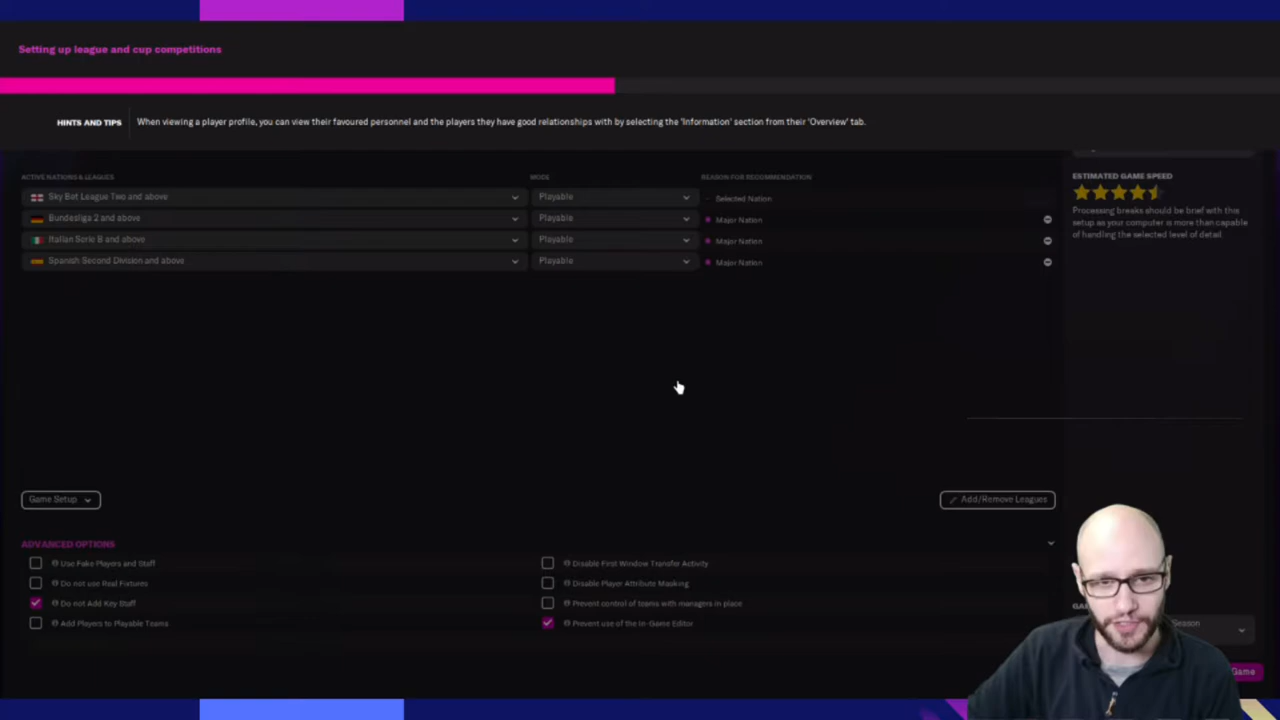 Setting up league and cup competitions
HINTS AND TIPS
When viewing a player profile, you can view their favoured personnel and the players they have good relationships with by selecting the 'Information' section from their 'Overview' tab.
ACTIVE NATIONS & LEAGUES MODE REASON FOR RECOMMENDATION
Sky Bet League Two and above Playable - Selected Nation
Bundesliga 2 and above Playable Major Nation
Italian Serie B and above Playable Major Nation
Spanish Second Division and above Playable Major Nation
ESTIMATED GAME SPEED
Processing breaks should be brief with this
setup as your computer is more than capable
of handling the selected level of detail
Game Setup
Add/Remove Leagues
ADVANCED OPTIONS
Use Fake Players and Staff Disable First Window Transfer Activity
Do not use Real Fixtures Disable Player Attribute Masking
Do not Add Key Staff Prevent control of teams with managers in place
Add Players to Playable Teams Prevent use of the In-Game Editor
Season
Game